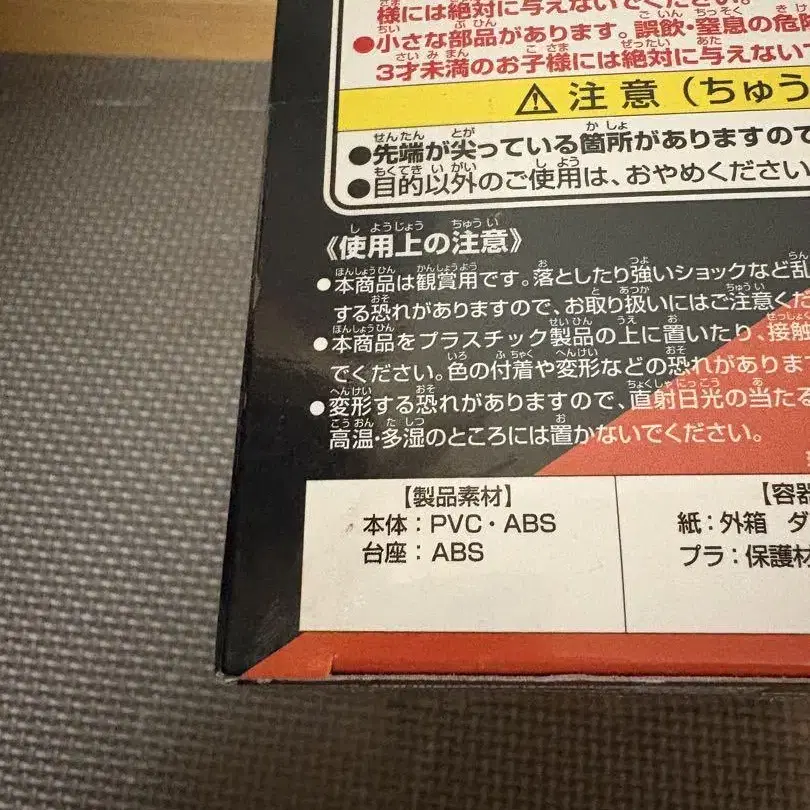 様には絶対に与えないでください。
●小さな部品があります。誤飲・窒息の危険
3才未満のお子様には絶対に与えない
⚠ 注意（ちゅう
●先端が尖っている箇所がありますので
●目的以外のご使用は、おやめください
《使用上の注意》
●本商品は観賞用です。落としたり強いショックなど乱
する恐れがありますので、お取り扱いにはご注意くだ
●本商品をプラスチック製品の上に置いたり、接触
でください。色の付着や変形などの恐れがあります
●変形する恐れがありますので、直射日光の当たる
高温・多湿のところには置かないでください。
【製品素材】
本体：PVC・ABS
台座：ABS
【容器
紙：外箱 ダ
プラ：保護材